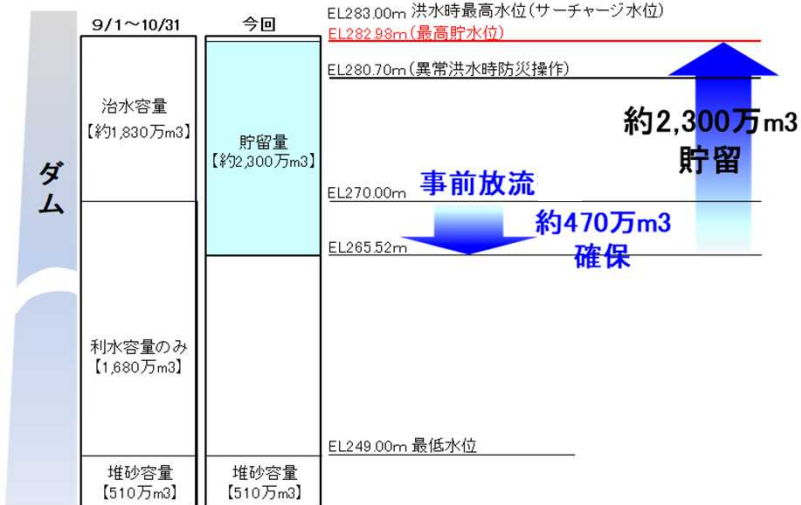 9/1～10/31
今回
EL283.00m 洪水時最高水位(サーチャージ水位)
EL282.98m(最高貯水位)
EL280.70m(異常洪水時防災操作)
治水容量
【約1,830万m3】
貯留量
【約2,300万m3】
約2,300万m3
貯留
ダム
事前放流
EL270.00m
約470万m3
確保
EL265.52m
利水容量のみ
【1,680万m3】
EL249.00m 最低水位
堆砂容量
【510万m3】
堆砂容量
【510万m3】